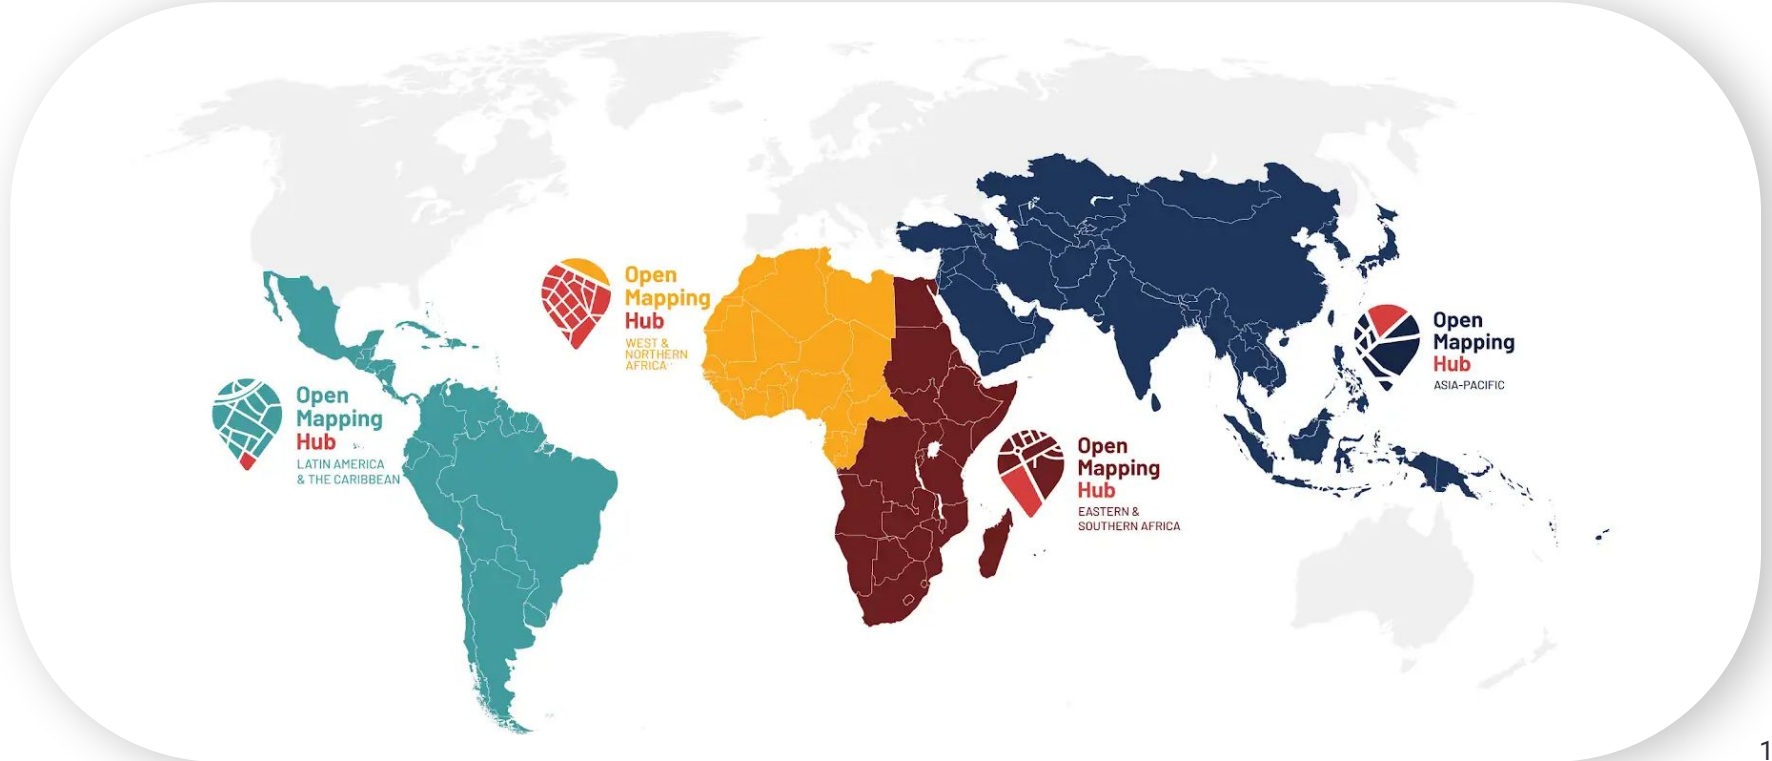 Open
Mapping
Hub
WEST &
NORTHERN
AFRICA
Open
Mapping
Hub
ASIA-PACIFIC
Open
Mapping
Hub
LATIN AMERICA
& THE CARIBBEAN
Open
Mapping
Hub
EASTERN &
SOUTHERN AFRICA
1